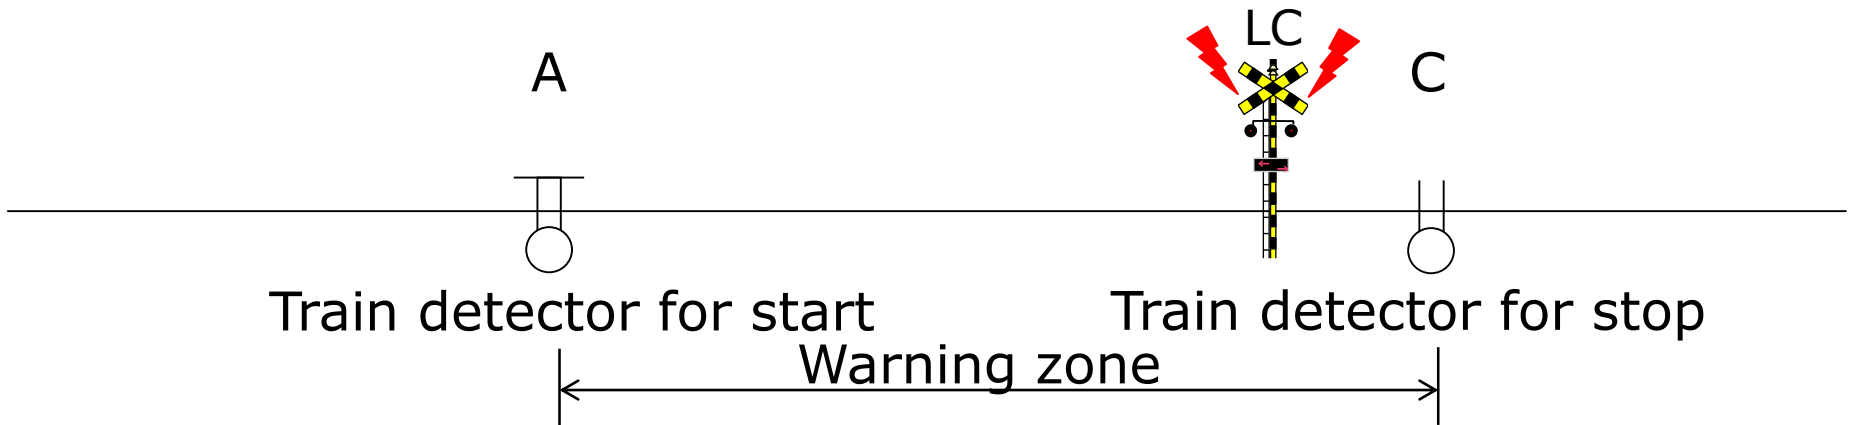 LC
A
C
Train detector for start
Train detector for stop
Warning zone